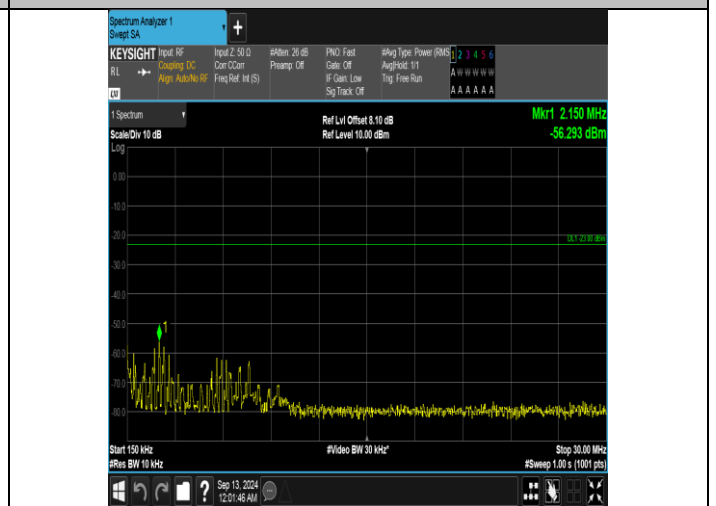 Spectrum Analyzer 1
Swept SA
+
KEYSIGHT
RL
Input: RF
Coupling: DC
Align: Auto/No RF
Input Z: 50 Ω
Corr CCorr
Freq Ref: Int (S)
#Atten: 26 dB
Preamp: Off
PNO: Fast
Gate: Off
IF Gain: Low
Sig Track: Off
#Avg Type: Power (RMS
Avg|Hold: 1/1
Trig: Free Run
1 2 3 4 5 6
A W W W W W
A A A A A A
1 Spectrum
Scale/Div 10 dB
Log
Ref Lvl Offset 8.10 dB
Ref Level 10.00 dBm
Mkr1 2.150 MHz
-56.293 dBm
0.00
-10.0
-20.0
DL1 -23.00 dBm
-30.0
-40.0
-50.0
1
-60.0
-70.0
-80.0
Start 150 kHz
#Res BW 10 kHz
#Video BW 30 kHz*
Stop 30.00 MHz
#Sweep 1.00 s (1001 pts)
?
Sep 13, 2024
12:01:46 AM